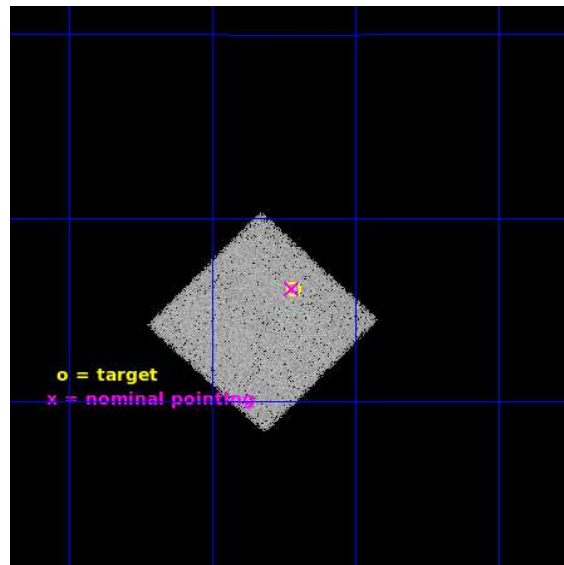 o = target
x = nominal pointing